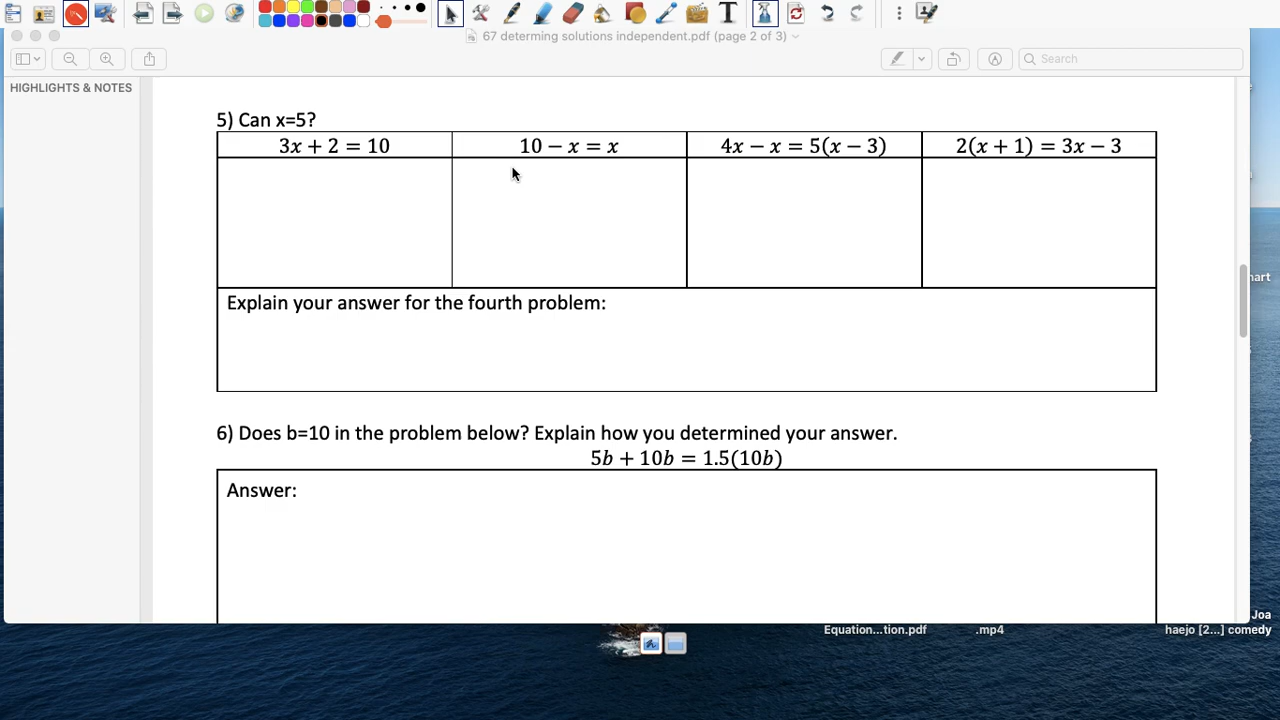 67 determing solutions independent.pdf (page 2 of 3)
Search
HIGHLIGHTS & NOTES
5) Can x=5?
3x + 2 = 10
10 − x = x
4x − x = 5(x − 3)
2(x + 1) = 3x − 3
Explain your answer for the fourth problem:
6) Does b=10 in the problem below? Explain how you determined your answer.
5b + 10b = 1.5(10b)
Answer:
hart
Joa
Equation...tion.pdf
.mp4
haejo [2...] comedy